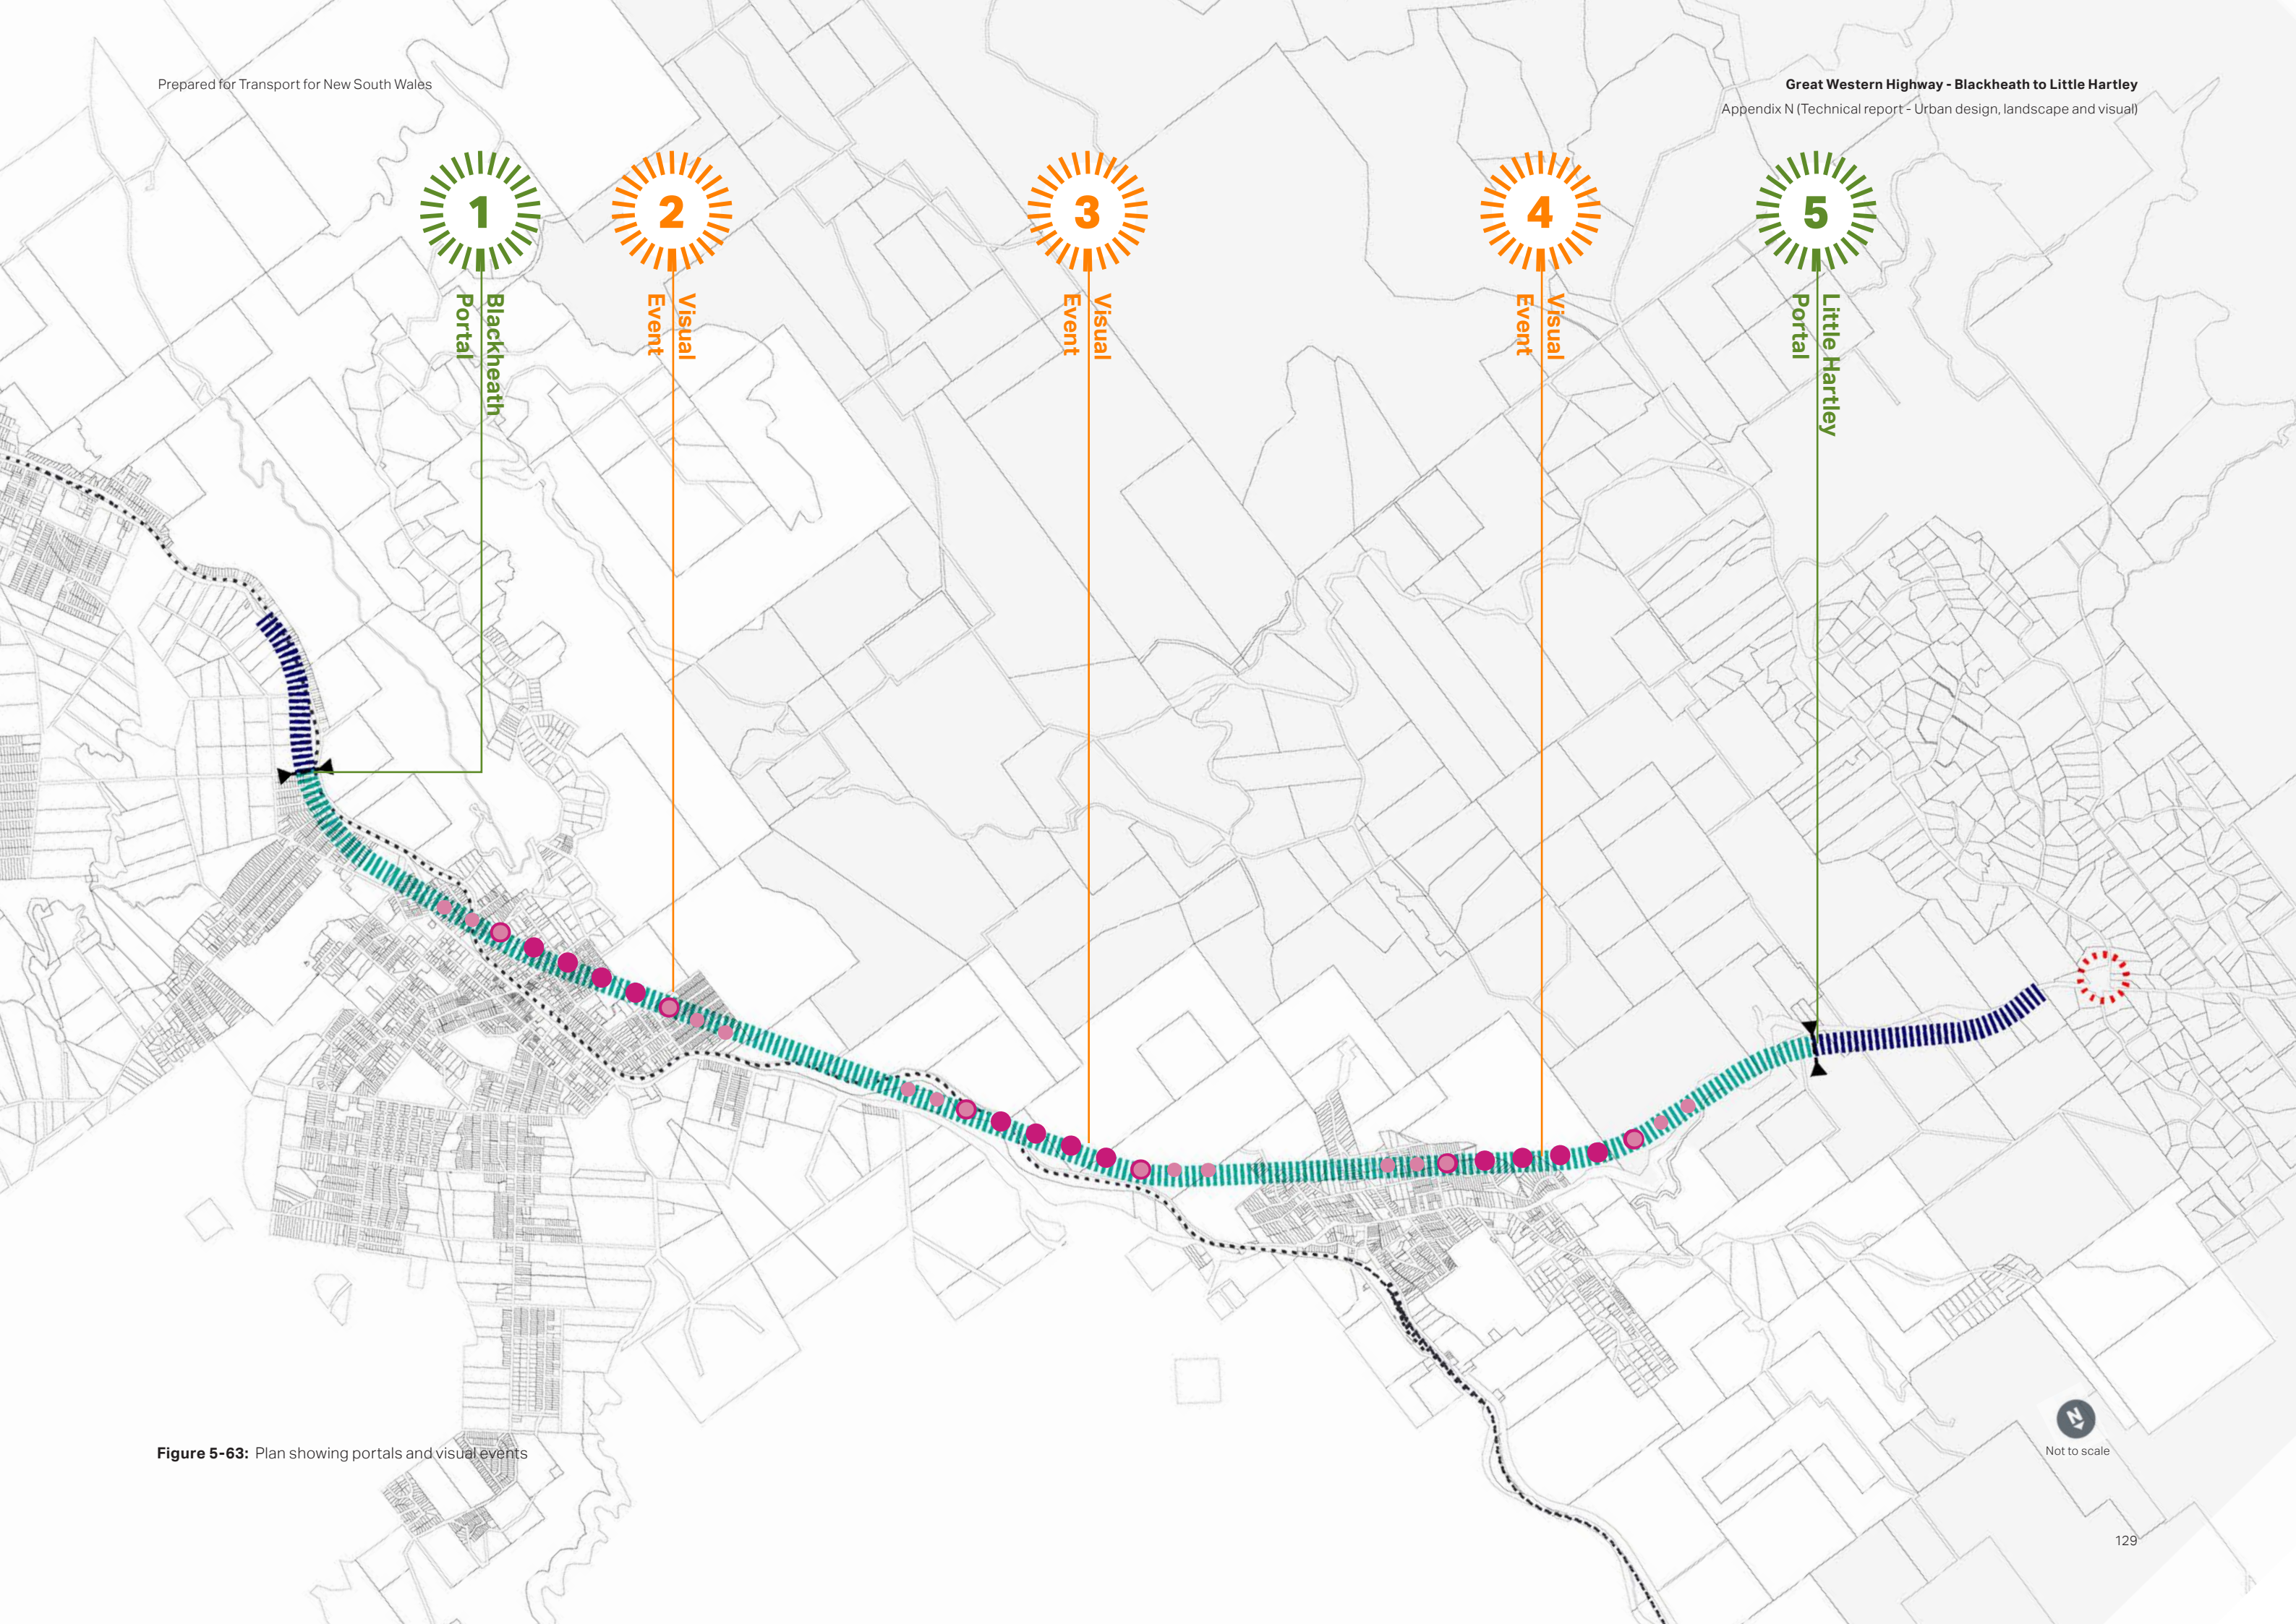 Prepared for Transport for New South Wales
Great Western Highway - Blackheath to Little Hartley
Appendix N (Technical report - Urban design, landscape and visual)
1
Blackheath
Portal
2
Visual
Event
3
Visual
Event
4
Visual
Event
5
Little Hartley
Portal
N
Not to scale
Figure 5-63: Plan showing portals and visual events
129